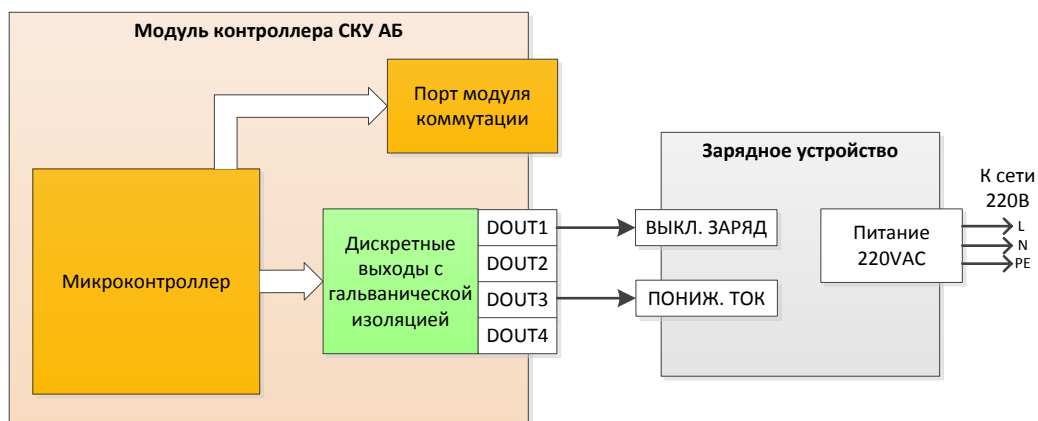 Модуль контроллера СКУ АБ
Порт модуля
коммутации
Микроконтроллер
Дискретные
выходы с
гальванической
изоляцией
DOUT1
DOUT2
DOUT3
DOUT4
Зарядное устройство
ВЫКЛ. ЗАРЯД
ПОНИЖ. ТОК
Питание
220VAC
К сети
220В
L
N
PE